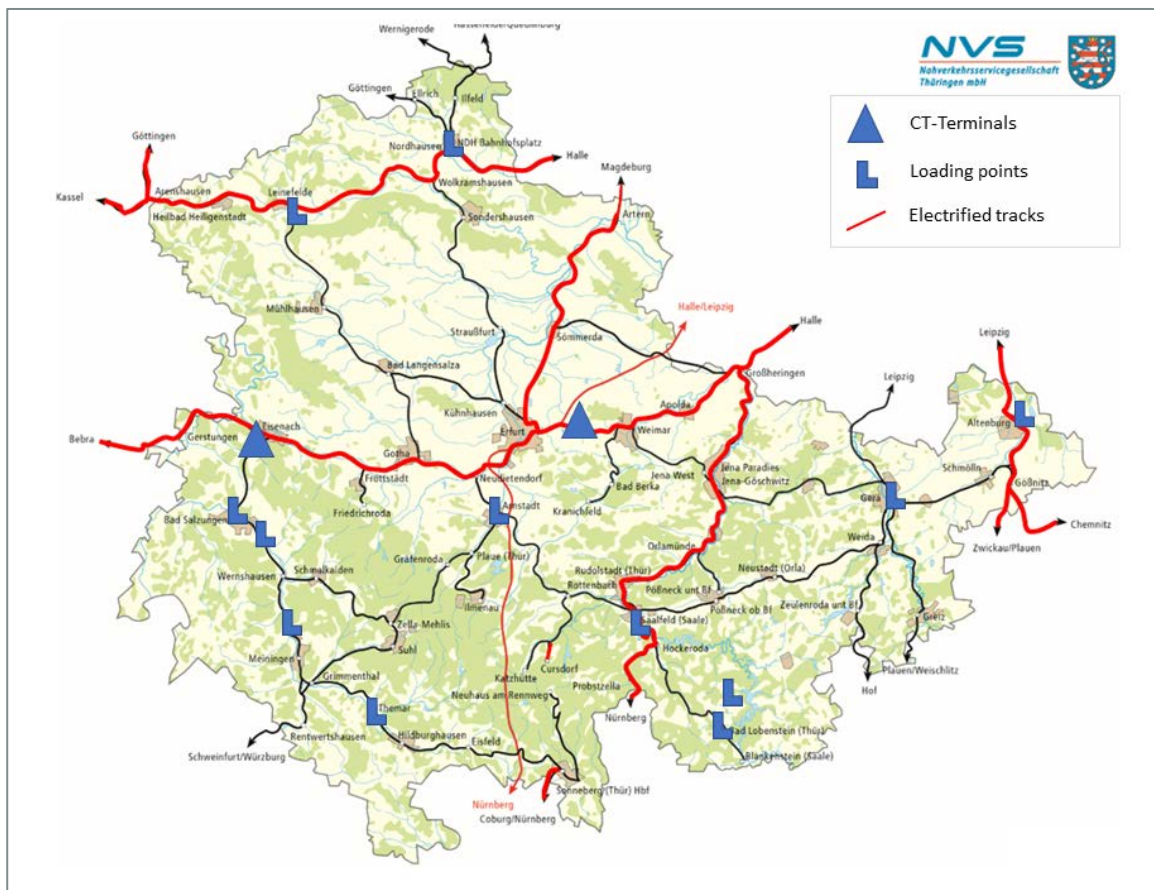 Wernigerode
NVS
Nahverkehrsservicegesellschaft
Thüringen mbH
CT-Terminals
Loading points
Electrified tracks
Göttingen
Ellrich
Ilfeld
Göttingen
Nordhausen
NDH Bahnhofsplatz
Halle
Magdeburg
Kassel
Arenshausen
Leinefelde
Wolkramshausen
Heilbad Heiligenstadt
Sondershausen
Artern
Halle/Leipzig
Mühlhausen
Straußfurt
Sömmerda
Halle
Leipzig
Bad Langensalza
Großheringen
Leipzig
Kühnhausen
Apolda
Bebra
Gerstungen
Eisenach
Erfurt
Weimar
Altenburg
Gotha
Fröttstädt
Neudietendorf
Jena West
Jena Paradies
Jena-Göschwitz
Schmölln
Gößnitz
Bad Berka
Gera
Friedrichroda
Arnstadt
Kranichfeld
Bad Salzungen
Chemnitz
Weida
Zwickau/Plauen
Orlamünde
Gräfenroda
Plaue (Thür)
Wernshausen
Schmalkalden
Rudolstadt (Thür)
Rottenbach
Neustadt (Orla)
Pößneck unt Bf
Pößneck ob Bf
Zeulenroda unt Bf
Ilmenau
Zella-Mehlis
Saalfeld (Saale)
Greiz
Suhl
Meiningen
Hockeroda
Cursdorf
Katzhütte
Probstzella
Plauen/Weischlitz
Hof
Grimmenthal
Neuhaus am Rennweg
Nürnberg
Themar
Bad Lobenstein (Thür)
Rentwertshausen
Hildburghausen
Eisfeld
Schweinfurt/Würzburg
Blankenstein (Saale)
Sonneberg (Thür) Hbf
Nürnberg
Coburg/Nürnberg